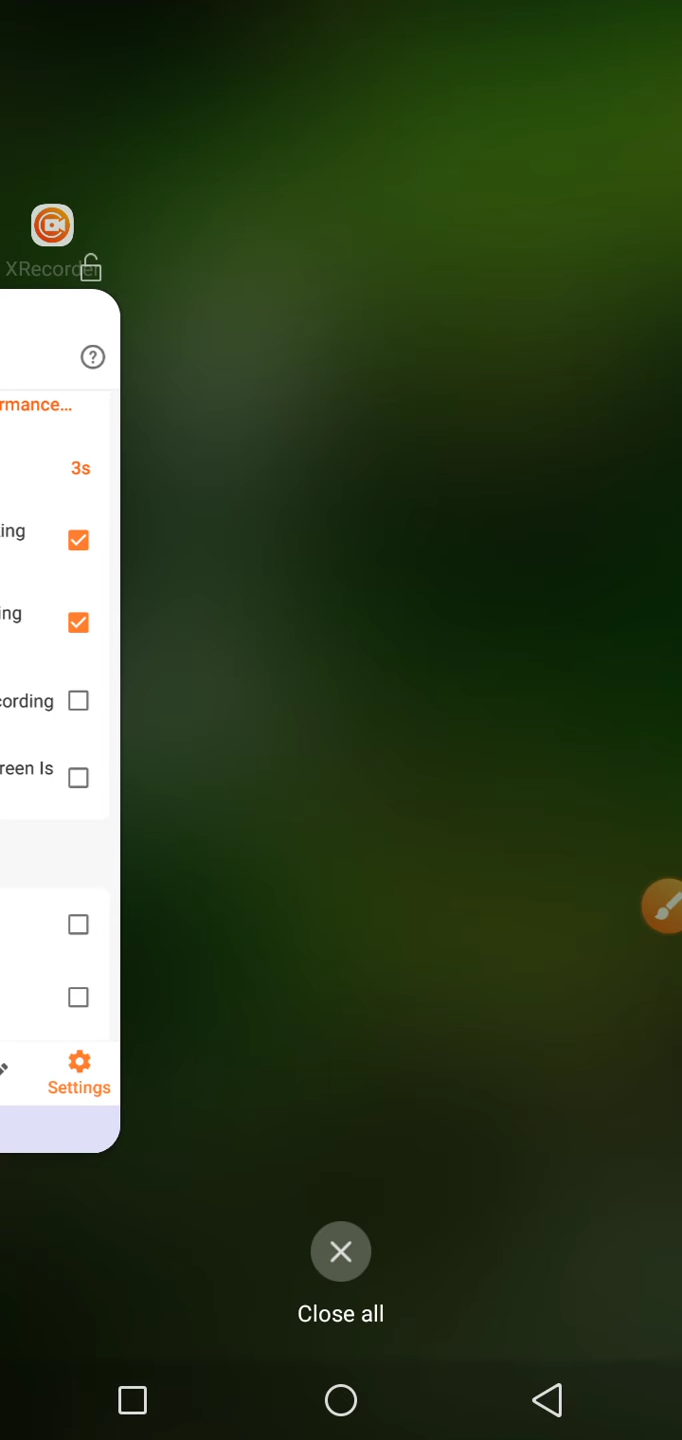 XRecorder
rmance...
3s
ing
ing
cording
reen Is
Settings
Close all